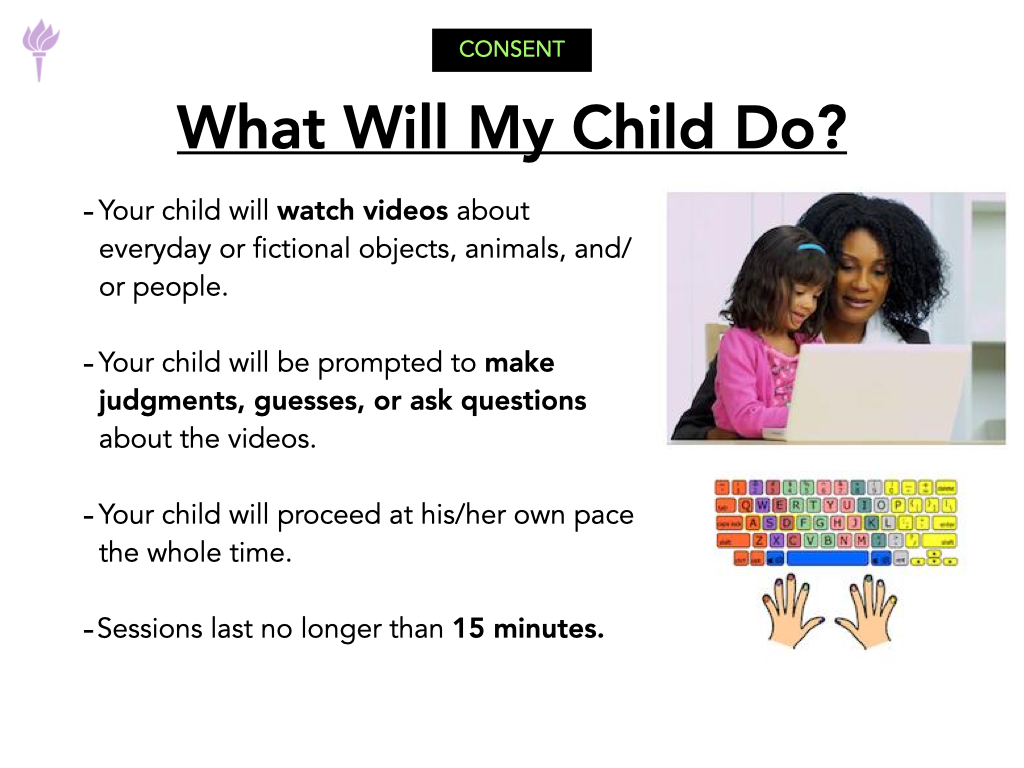 CONSENT
What Will My Child Do?
-Your child will watch videos about
everyday or fictional objects, animals, and/
or people.
-Your child will be prompted to make
judgments, guesses, or ask questions
about the videos.
-Your child will proceed at his/her own pace
the whole time.
-Sessions last no longer than 15 minutes.
Q W E R T Y U I O P
A S D F G H J K L
Z X C V B N M